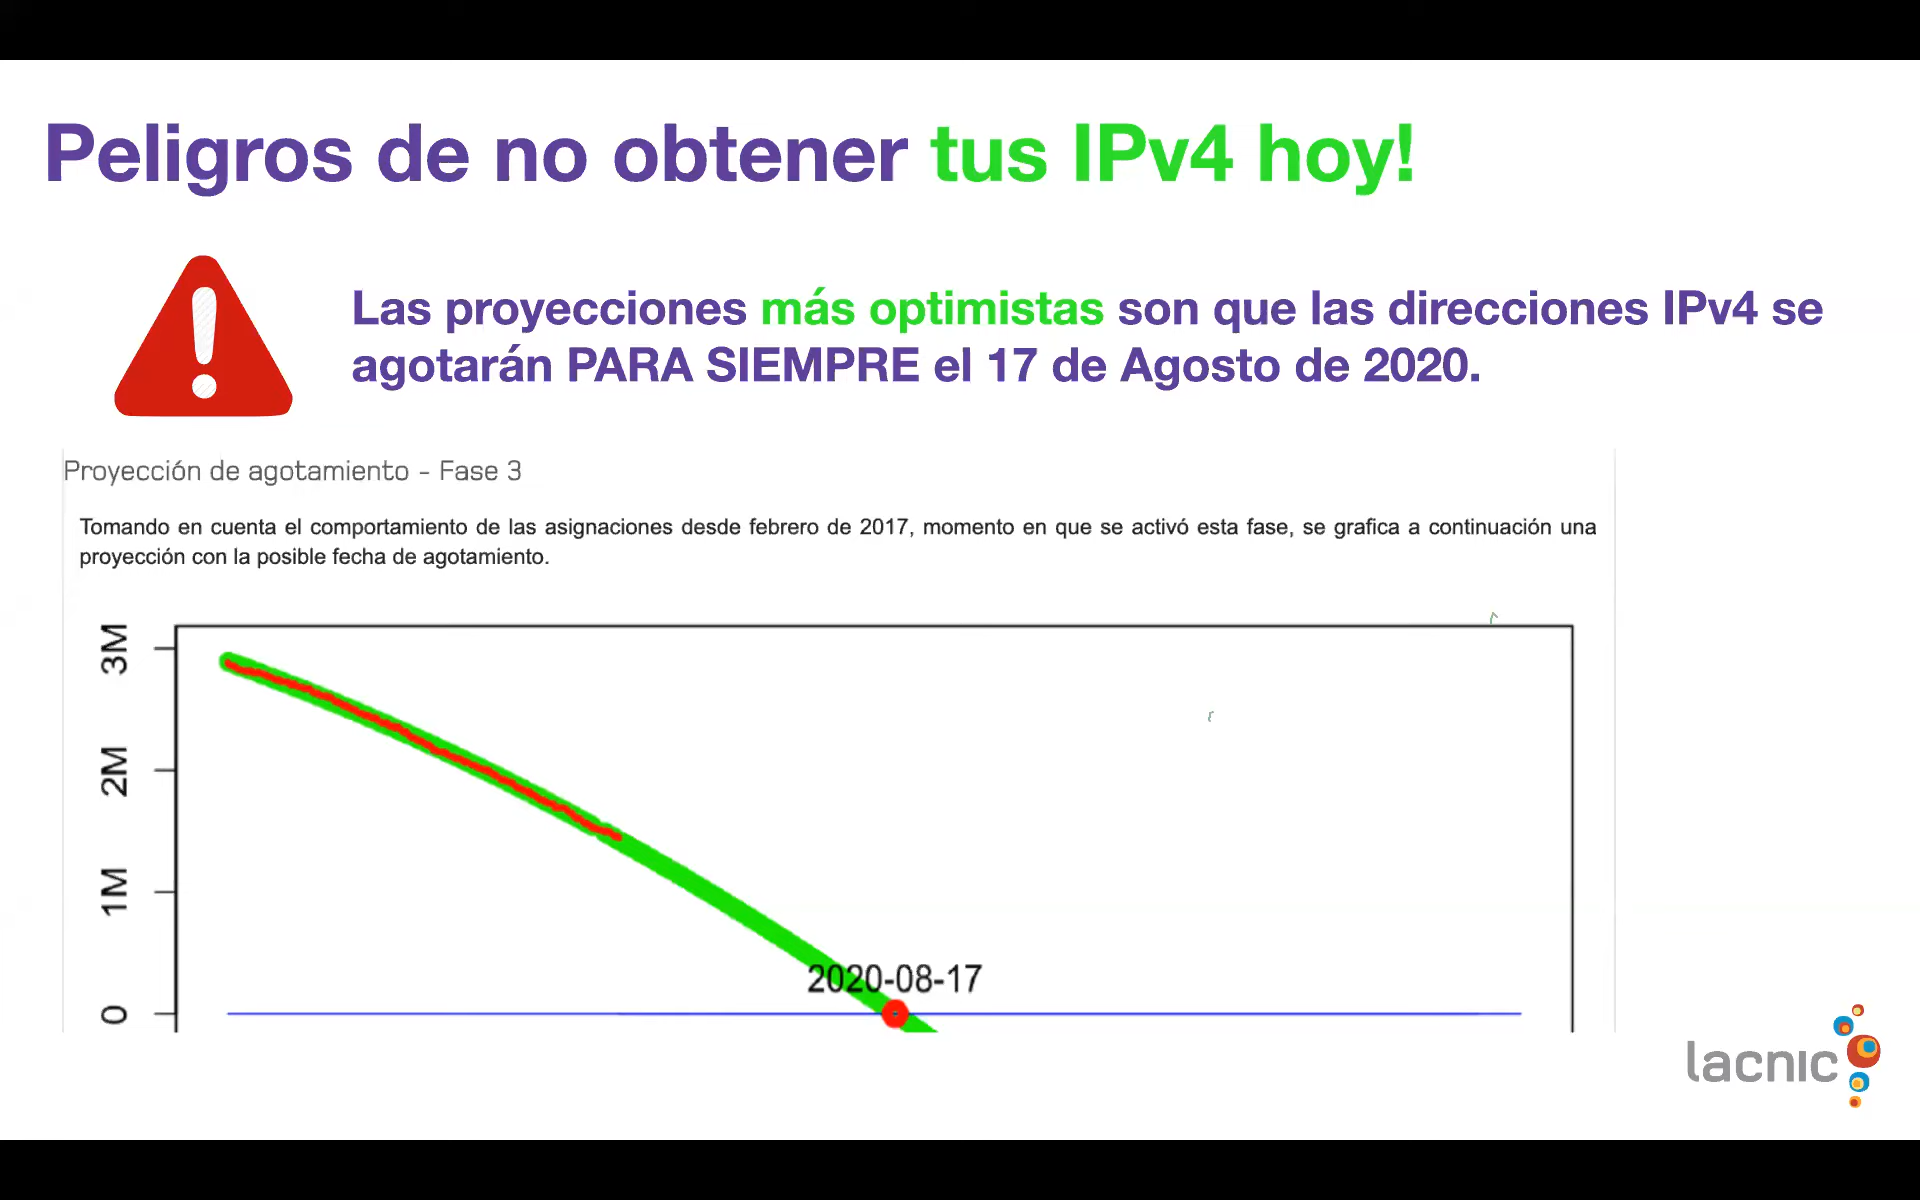 Peligros de no obtener tus IPv4 hoy!
Las proyecciones más optimistas son que las direcciones IPv4 se
agotarán PARA SIEMPRE el 17 de Agosto de 2020.
Proyección de agotamiento - Fase 3
Tomando en cuenta el comportamiento de las asignaciones desde febrero de 2017, momento en que se activó esta fase, se grafica a continuación una
proyección con la posible fecha de agotamiento.
3M
2M
1M
0
2020-08-17
lacnic